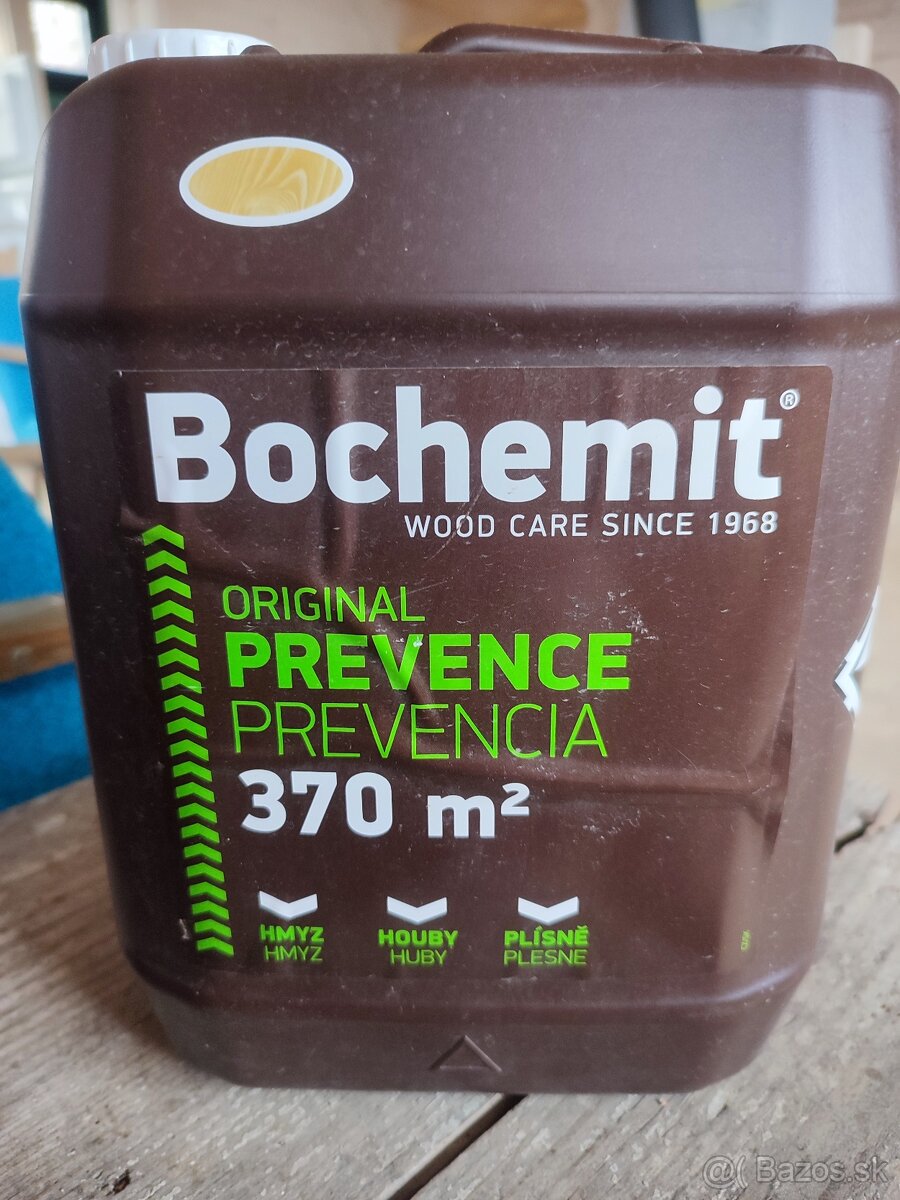 Bochemit®
WOOD CARE SINCE 1968
ORIGINAL
PREVENCE
PREVENCIA
370 m²
HMYZ HOUBY PLÍSNĚ
HMYZ HUBY PLESNE
@( Bazos.sk